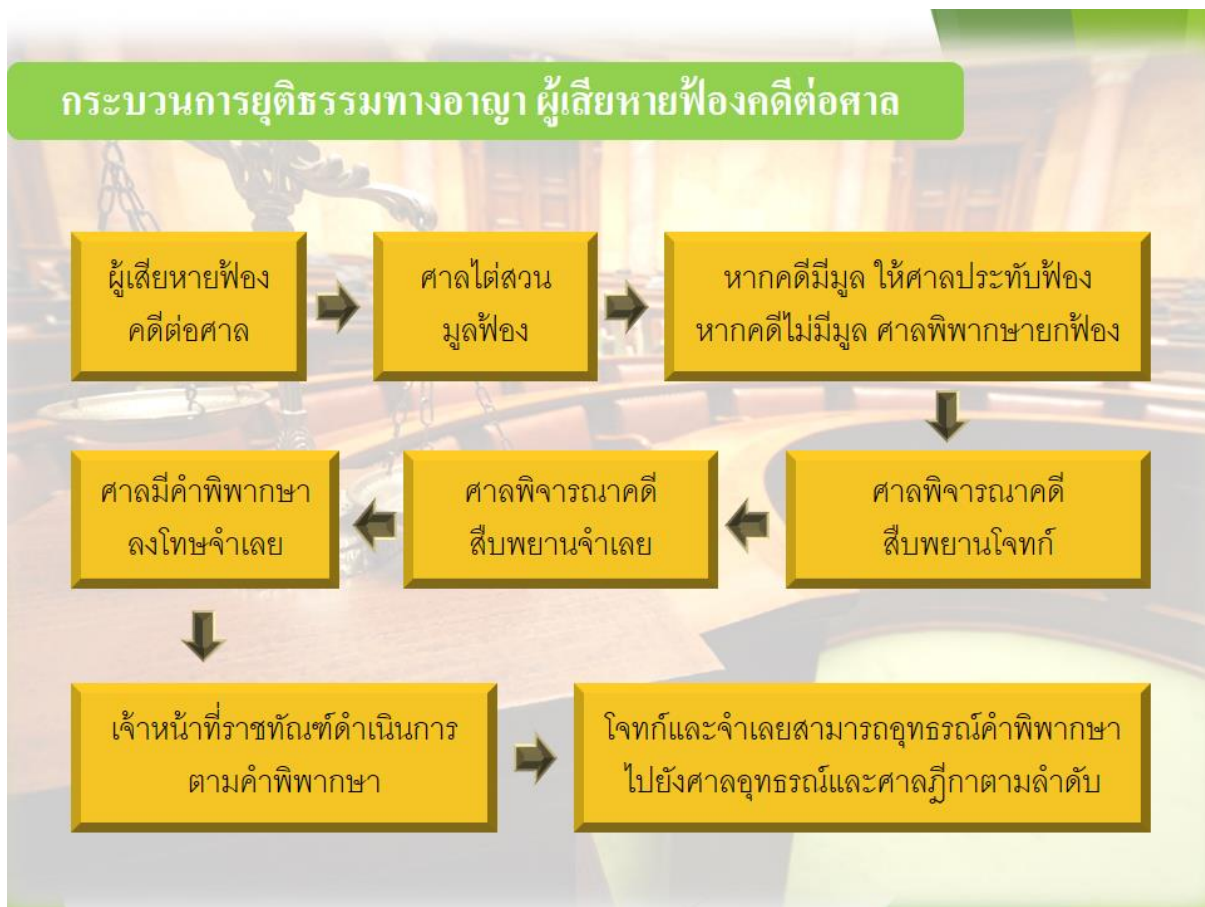 กระบวนการยุติธรรมทางอาญา ผู้เสียหายฟ้องคดีต่อศาล
ผู้เสียหายฟ้อง
คดีต่อศาล
ศาลไต่สวน
มูลฟ้อง
หากคดีมีมูล ให้ศาลประทับฟ้อง
หากคดีไม่มีมูล ศาลพิพากษายกฟ้อง
ศาลพิจารณาคดี
สืบพยานโจทก์
ศาลพิจารณาคดี
สืบพยานจำเลย
ศาลมีคำพิพากษา
ลงโทษจำเลย
เจ้าหน้าที่ราชทัณฑ์ดำเนินการ
ตามคำพิพากษา
โจทก์และจำเลยสามารถอุทธรณ์คำพิพากษา
ไปยังศาลอุทธรณ์และศาลฎีกาตามลำดับ